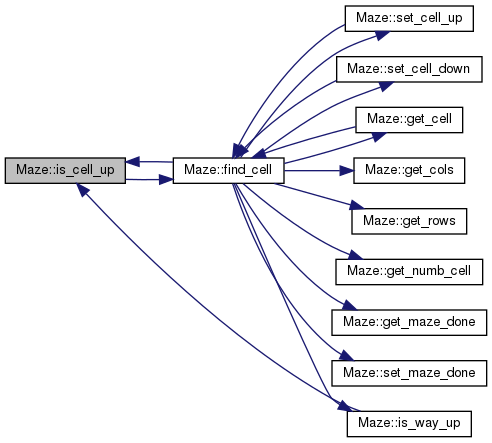 Maze::set_cell_up
Maze::set_cell_down
Maze::get_cell
Maze::is_cell_up
Maze::find_cell
Maze::get_cols
Maze::get_rows
Maze::get_numb_cell
Maze::get_maze_done
Maze::set_maze_done
Maze::is_way_up